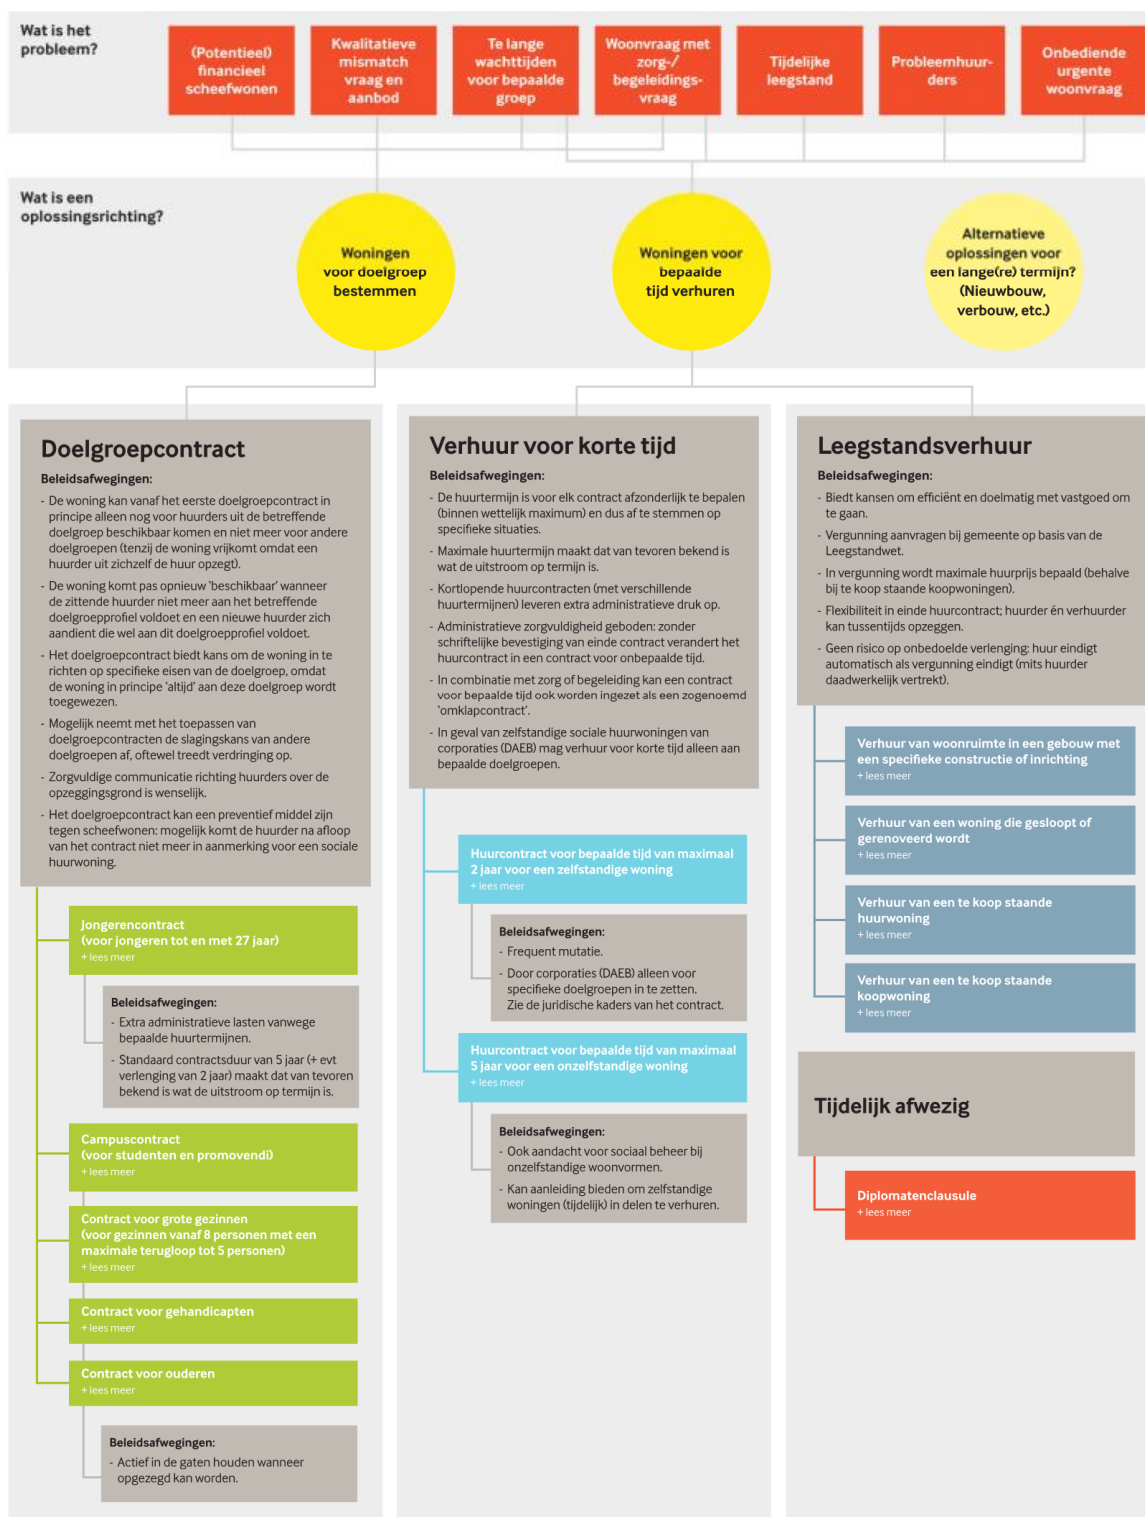 Wat is het
probleem?
(Potentieel)
financieel
scheefwonen
Kwalitatieve
mismatch
vraag en
aanbod
Te lange
wachttijden
voor bepaalde
groep
Woonvraag met
zorg-/
begeleidings-
vraag
Tijdelijke
leegstand
Probleemhuur-
ders
Onbediende
urgente
woonvraag
Wat is een
oplossingsrichting?
Woningen
voor doelgroep
bestemmen
Woningen voor
bepaalde
tijd verhuren
Alternatieve
oplossingen voor
een lange(re) termijn?
(Nieuwbouw,
verbouw, etc.)
Doelgroepcontract
Beleidsafwegingen:
- De woning kan vanaf het eerste doelgroepcontract in
principe alleen nog voor huurders uit de betreffende
doelgroep beschikbaar komen en niet meer voor andere
doelgroepen (tenzij de woning vrijkomt omdat een
huurder uit zichzelf de huur opzegt).
- De woning komt pas opnieuw 'beschikbaar' wanneer
de zittende huurder niet meer aan het betreffende
doelgroepprofiel voldoet en een nieuwe huurder zich
aandient die wel aan dit doelgroepprofiel voldoet.
- Het doelgroepcontract biedt kans om de woning in te
richten op specifieke eisen van de doelgroep, omdat
de woning in principe 'altijd' aan deze doelgroep wordt
toegewezen.
- Mogelijk neemt met het toepassen van
doelgroepcontracten de slagingskans van andere
doelgroepen af, oftewel treedt verdringing op.
- Zorgvuldige communicatie richting huurders over de
opzeggingsgrond is wenselijk.
- Het doelgroepcontract kan een preventief middel zijn
tegen scheefwonen: mogelijk komt de huurder na afloop
van het contract niet meer in aanmerking voor een sociale
huurwoning.
Jongerencontract
(voor jongeren tot en met 27 jaar)
+ lees meer
Beleidsafwegingen:
- Extra administratieve lasten vanwege
bepaalde huurtermijnen.
- Standaard contractsduur van 5 jaar (+ evt
verlenging van 2 jaar) maakt dat van tevoren
bekend is wat de uitstroom op termijn is.
Campuscontract
(voor studenten en promovendi)
+ lees meer
Contract voor grote gezinnen
(voor gezinnen vanaf 8 personen met een
maximale terugloop tot 5 personen)
+ lees meer
Contract voor gehandicapten
+ lees meer
Contract voor ouderen
+ lees meer
Beleidsafwegingen:
- Actief in de gaten houden wanneer
opgezegd kan worden.
Verhuur voor korte tijd
Beleidsafwegingen:
- De huurtermijn is voor elk contract afzonderlijk te bepalen
(binnen wettelijk maximum) en dus af te stemmen op
specifieke situaties.
- Maximale huurtermijn maakt dat van tevoren bekend is
wat de uitstroom op termijn is.
- Kortlopende huurcontracten (met verschillende
huurtermijnen) leveren extra administratieve druk op.
- Administratieve zorgvuldigheid geboden: zonder
schriftelijke bevestiging van einde contract verandert het
huurcontract in een contract voor onbepaalde tijd.
- In combinatie met zorg of begeleiding kan een contract
voor bepaalde tijd ook worden ingezet als een zogenoemd
'omklapcontract'.
- In geval van zelfstandige sociale huurwoningen van
corporaties (DAEB) mag verhuur voor korte tijd alleen aan
bepaalde doelgroepen.
Huurcontract voor bepaalde tijd van maximaal
2 jaar voor een zelfstandige woning
+ lees meer
Beleidsafwegingen:
- Frequent mutatie.
- Door corporaties (DAEB) alleen voor
specifieke doelgroepen in te zetten.
Zie de juridische kaders van het contract.
Huurcontract voor bepaalde tijd van maximaal
5 jaar voor een onzelfstandige woning
+ lees meer
Beleidsafwegingen:
- Ook aandacht voor sociaal beheer bij
onzelfstandige woonvormen.
- Kan aanleiding bieden om zelfstandige
woningen (tijdelijk) in delen te verhuren.
Leegstandsverhuur
Beleidsafwegingen:
- Biedt kansen om efficiënt en doelmatig met vastgoed om
te gaan.
- Vergunning aanvragen bij gemeente op basis van de
Leegstandwet.
- In vergunning wordt maximale huurprijs bepaald (behalve
bij te koop staande koopwoningen).
- Flexibiliteit in einde huurcontract; huurder én verhuurder
kan tussentijds opzeggen.
- Geen risico op onbedoelde verlenging: huur eindigt
automatisch als vergunning eindigt (mits huurder
daadwerkelijk vertrekt).
Verhuur van woonruimte in een gebouw met
een specifieke constructie of inrichting
+ lees meer
Verhuur van een woning die gesloopt of
gerenoveerd wordt
+ lees meer
Verhuur van een te koop staande
huurwoning
+ lees meer
Verhuur van een te koop staande
koopwoning
+ lees meer
Tijdelijk afwezig
Diplomatenclausule
+ lees meer